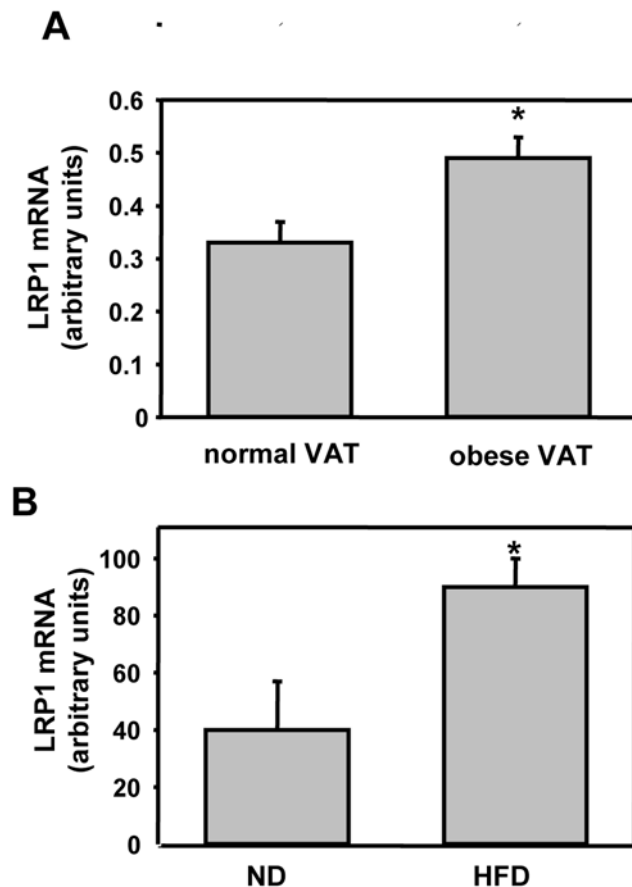 A
LRP1 mRNA
(arbitrary units)
0.6
0.5
0.4
0.3
0.2
0.1
0
*
normal VAT
obese VAT
B
LRP1 mRNA
(arbitrary units)
100
80
60
40
20
0
*
ND
HFD